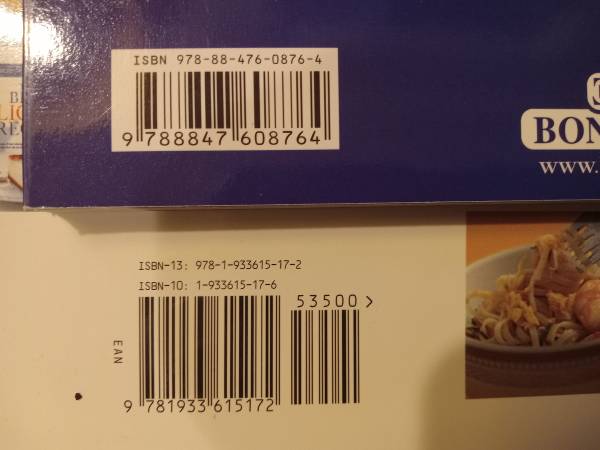 ISBN 978-88-476-0876-4
9 788847 608764
BON
www.
ISBN-13: 978-1-933615-17-2
ISBN-10: 1-933615-17-6
53500 >
EAN
9 781933 615172